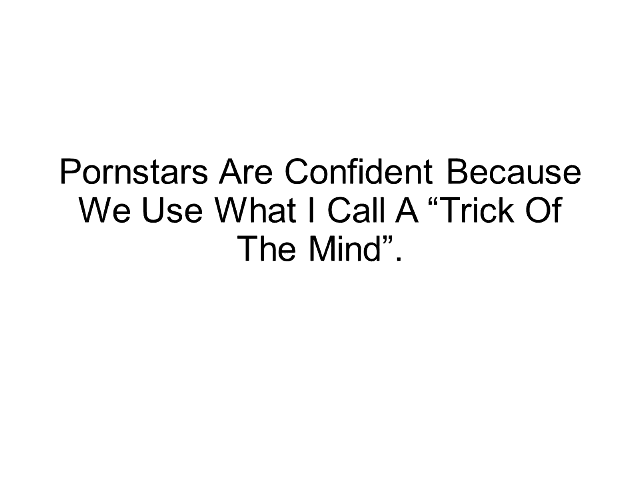 Pornstars Are Confident Because
We Use What I Call A “Trick Of
The Mind”.